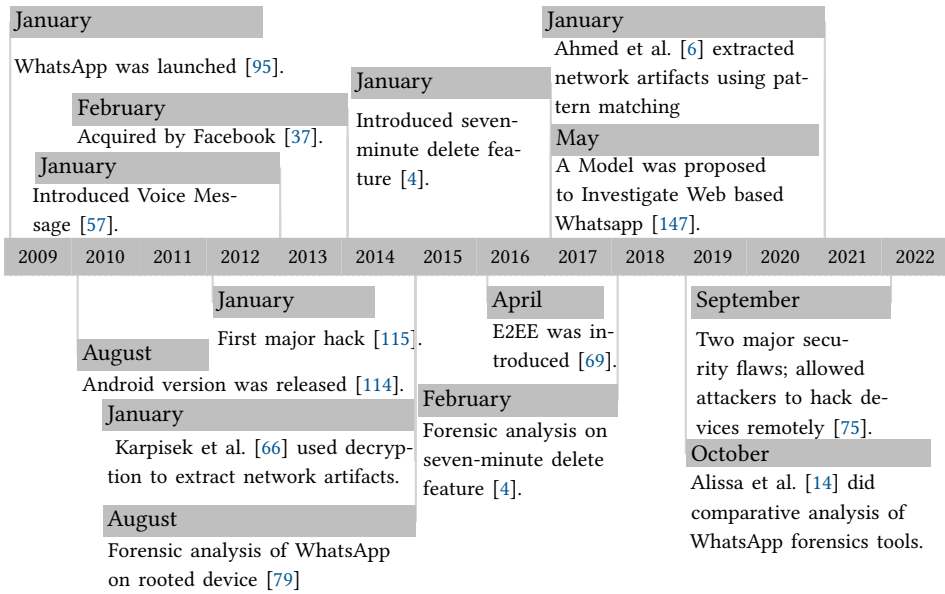 January
WhatsApp was launched [95].
February
Acquired by Facebook [37].
January
Introduced Voice Mes-
sage [57].
January
Introduced seven-
minute delete fea-
ture [4].
January
Ahmed et al. [6] extracted
network artifacts using pat-
tern matching
May
A Model was proposed
to Investigate Web based
Whatsapp [147].
2009 2010 2011 2012 2013 2014 2015 2016 2017 2018 2019 2020 2021 2022
August
Android version was released [114].
January
First major hack [115].
January
Karpisek et al. [66] used decryp-
tion to extract network artifacts.
August
Forensic analysis of WhatsApp
on rooted device [79]
April
E2EE was in-
troduced [69].
February
Forensic analysis on
seven-minute delete
feature [4].
September
Two major secu-
rity flaws; allowed
attackers to hack de-
vices remotely [75].
October
Alissa et al. [14] did
comparative analysis of
WhatsApp forensics tools.